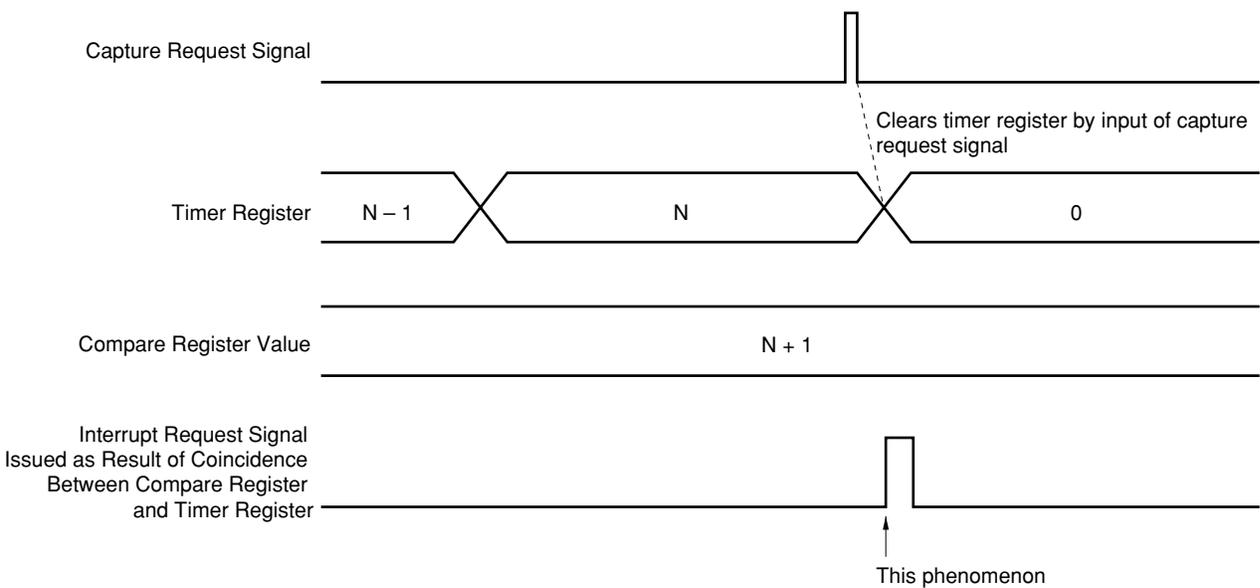 Capture Request Signal
Clears timer register by input of capture
request signal
Timer Register
N – 1
N
0
Compare Register Value
N + 1
Interrupt Request Signal
Issued as Result of Coincidence
Between Compare Register
and Timer Register
This phenomenon